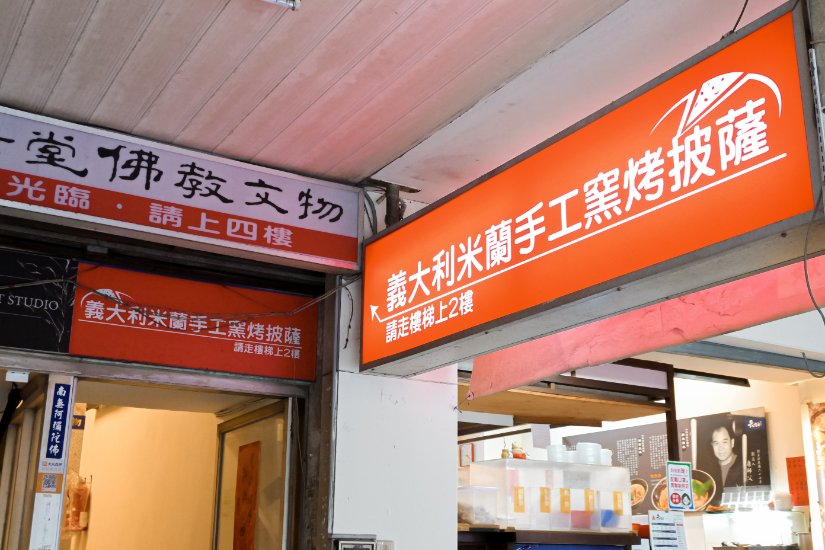 堂佛教文物
光臨．請上四樓
T STUDIO
義大利米蘭手工窯烤披薩
請走樓梯上2樓
義大利米蘭手工窯烤披薩
請走樓梯上2樓
南無阿彌陀佛